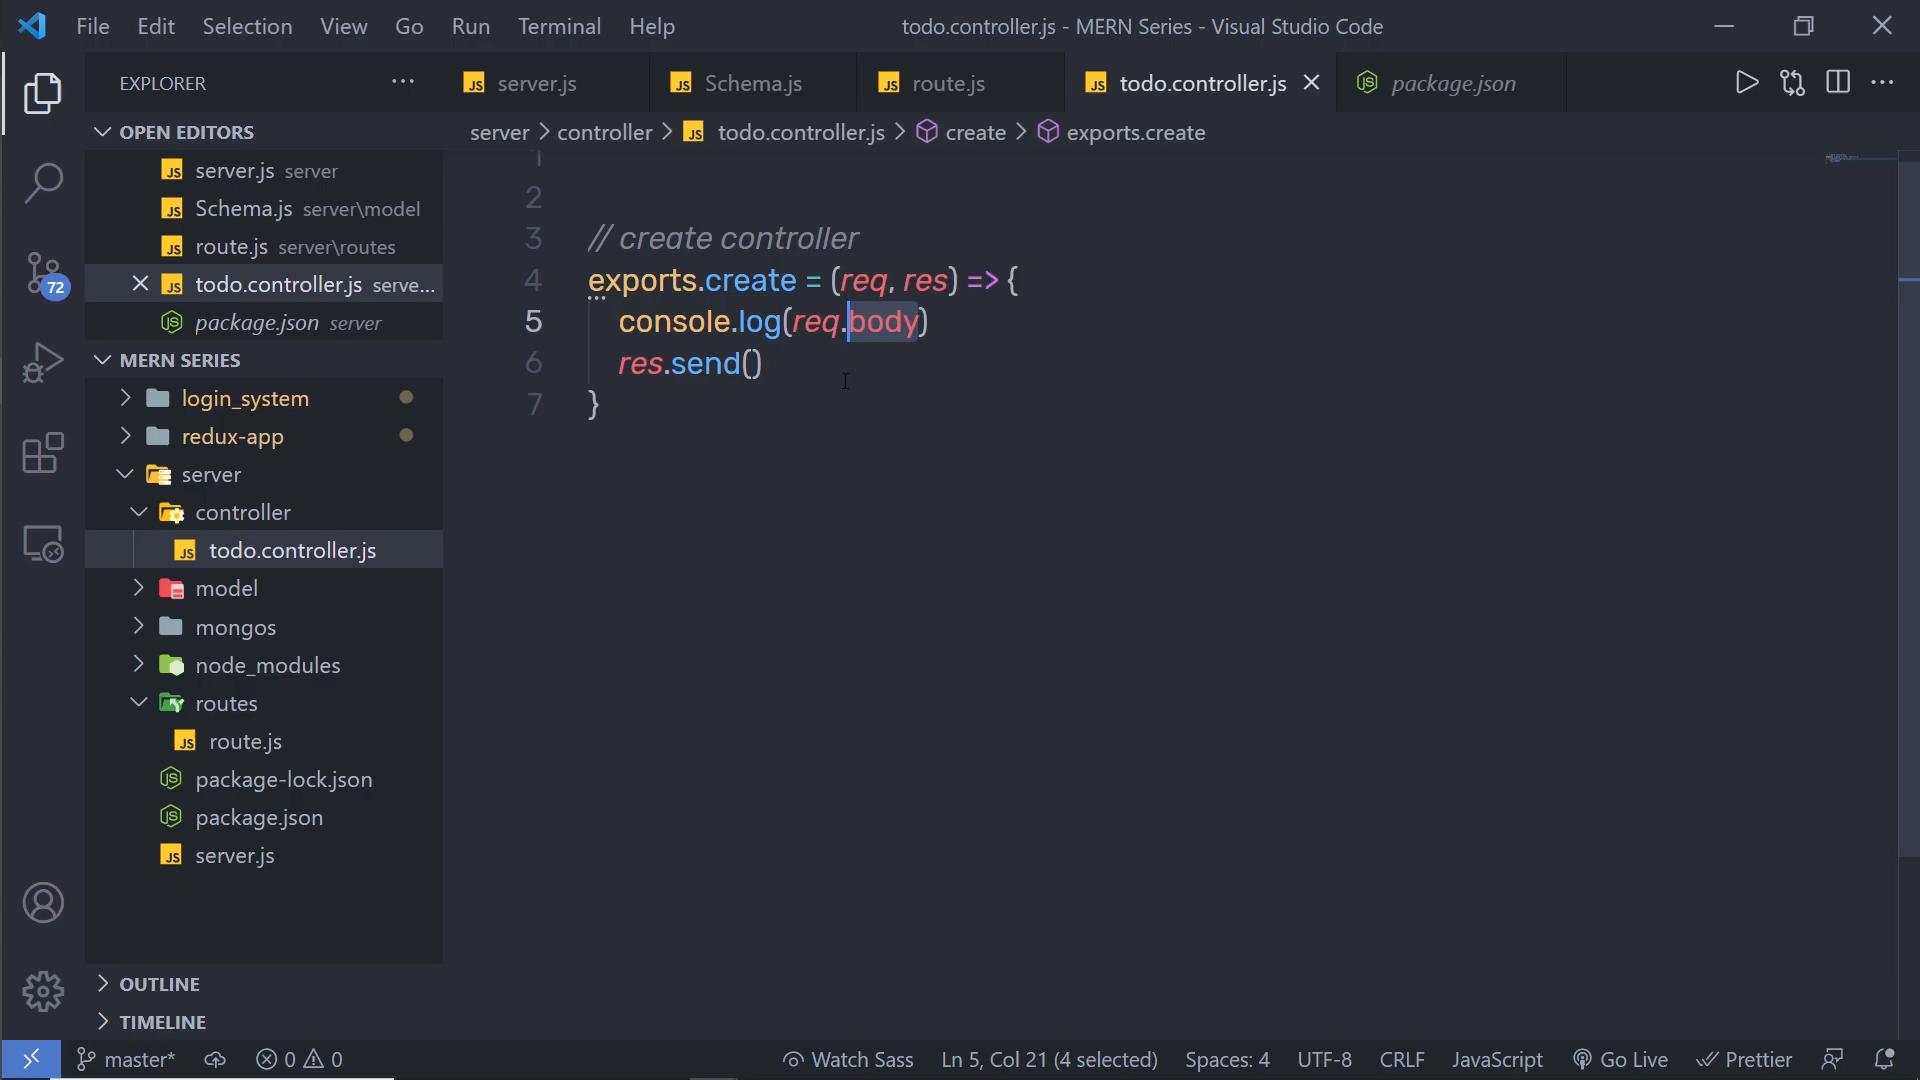 File Edit Selection View Go Run Terminal Help
todo.controller.js - MERN Series - Visual Studio Code
EXPLORER
OPEN EDITORS
server.js server
Schema.js server\model
route.js server\routes
todo.controller.js serve...
package.json server
MERN SERIES
login_system
redux-app
server
controller
todo.controller.js
model
mongos
node_modules
routes
route.js
package-lock.json
package.json
server.js
OUTLINE
TIMELINE
72
server.js Schema.js route.js todo.controller.js package.json
server > controller > JS todo.controller.js > create > exports.create
1
2
3 // create controller
4 exports.create = (req, res) => {
5 console.log(req.body)
6 res.send()
7 }
master* 0 0 Watch Sass Ln 5, Col 21 (4 selected) Spaces: 4 UTF-8 CRLF JavaScript Go Live Prettier